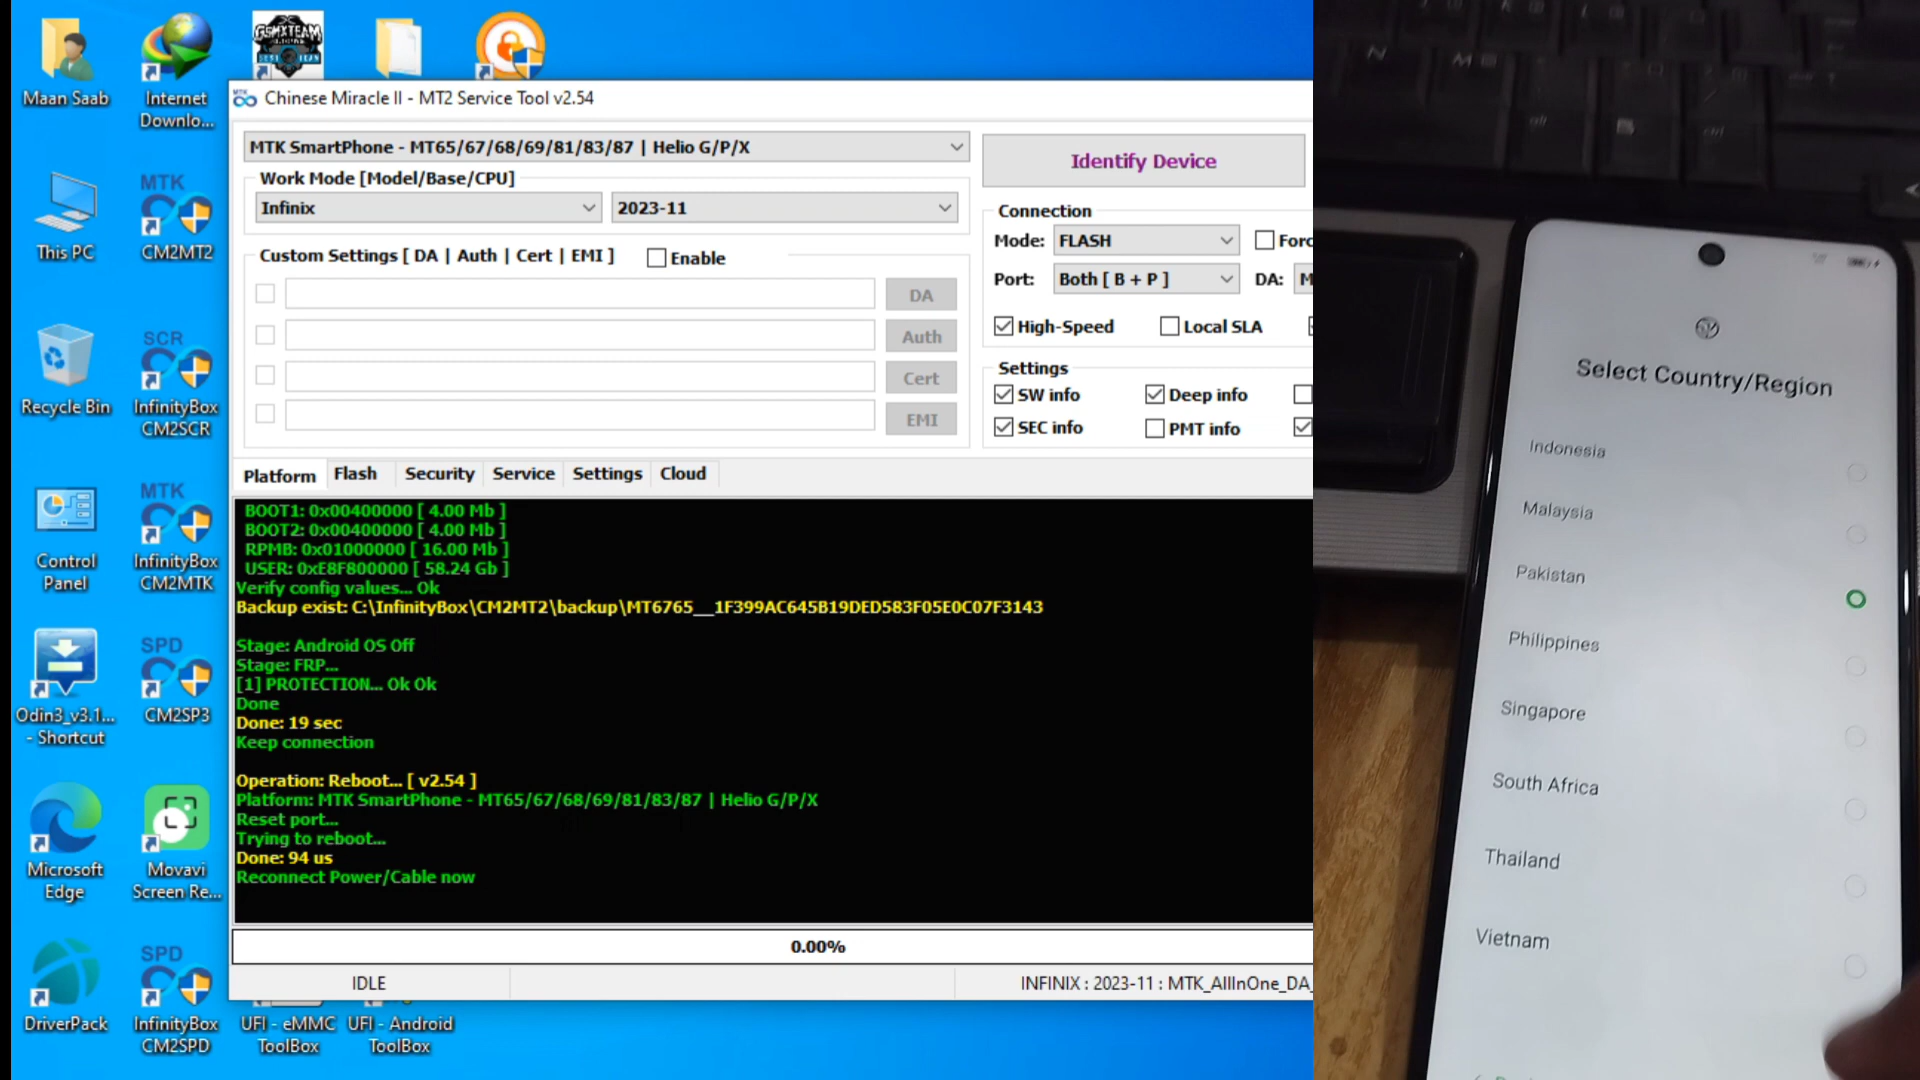 Maan Saab
Internet
Downlo...
GSMXTEAM
This PC
MTK
CM2MT2
Recycle Bin
SCR
InfinityBox
CM2SCR
Control
Panel
MTK
InfinityBox
CM2MTK
Odin3_v3.1...
- Shortcut
SPD
CM2SP3
Microsoft
Edge
Movavi
Screen Re...
DriverPack
SPD
InfinityBox
CM2SPD
UFI - eMMC
ToolBox
UFI - Android
ToolBox
MTK
Chinese Miracle II - MT2 Service Tool v2.54
MTK SmartPhone - MT65/67/68/69/81/83/87 | Helio G/P/X
Identify Device
Work Mode [Model/Base/CPU]
Infinix
2023-11
Custom Settings [ DA | Auth | Cert | EMI ]
Enable
DA
Auth
Cert
EMI
Connection
Mode: FLASH
Forc
Port: Both [ B + P ]
DA: M
High-Speed
Local SLA
Settings
SW info
Deep info
SEC info
PMT info
Platform
Flash
Security
Service
Settings
Cloud
BOOT1: 0x00400000 [ 4.00 Mb ]
BOOT2: 0x00400000 [ 4.00 Mb ]
RPMB: 0x01000000 [ 16.00 Mb ]
USER: 0xE8F800000 [ 58.24 Gb ]
Verify config values... Ok
Backup exist: C:\InfinityBox\CM2MT2\backup\MT6765__1F399AC645B19DED583F05E0C07F3143
Stage: Android OS Off
Stage: FRP...
[1] PROTECTION... Ok Ok
Done
Done: 19 sec
Keep connection
Operation: Reboot... [ v2.54 ]
Platform: MTK SmartPhone - MT65/67/68/69/81/83/87 | Helio G/P/X
Reset port...
Trying to reboot...
Done: 94 us
Reconnect Power/Cable now
0.00%
IDLE
INFINIX : 2023-11 : MTK_AllInOne_DA_
Select Country/Region
Indonesia
Malaysia
Pakistan
Philippines
Singapore
South Africa
Thailand
Vietnam